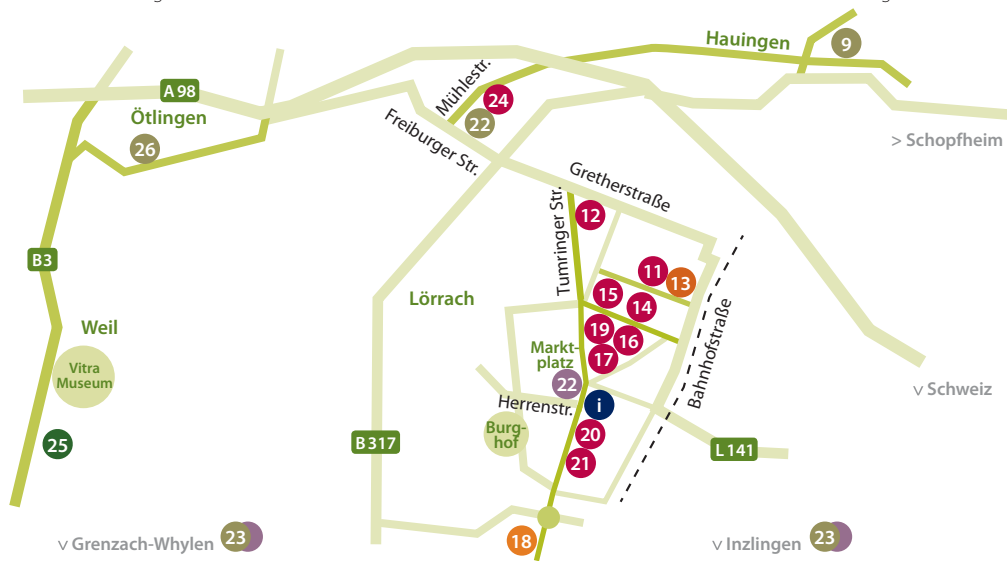 Hauingen
9
Mühlestr.
A 98
24
Ötlingen
22
Freiburger Str.
26
> Schopfheim
Gretherstraße
Tumringer Str.
12
B3
11
13
15
14
Lörrach
19
16
Weil
Markt-
platz
17
Vitra
Museum
Bahnhofstraße
22
v Schweiz
Herrenstr.
i
Burg-
hof
20
25
B 317
L 141
21
18
v Grenzach-Whylen
23
v Inzlingen
23